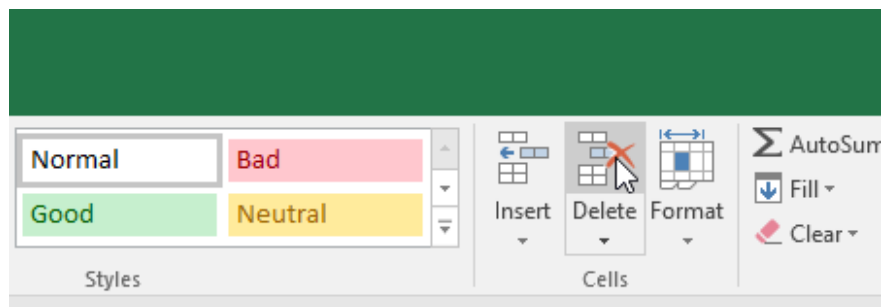 Normal Bad
Good Neutral
Styles
Insert Delete Format
Cells
AutoSum
Fill
Clear